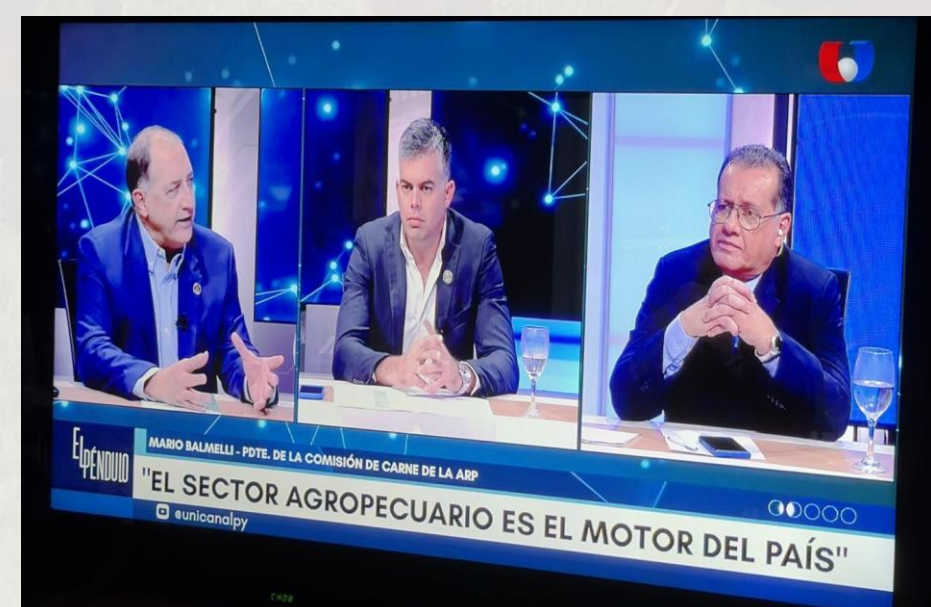 EL PÉNDULO
MARIO BALMELLI - PDTE. DE LA COMISIÓN DE CARNE DE LA ARP
"EL SECTOR AGROPECUARIO ES EL MOTOR DEL PAÍS"
@unicanalpy